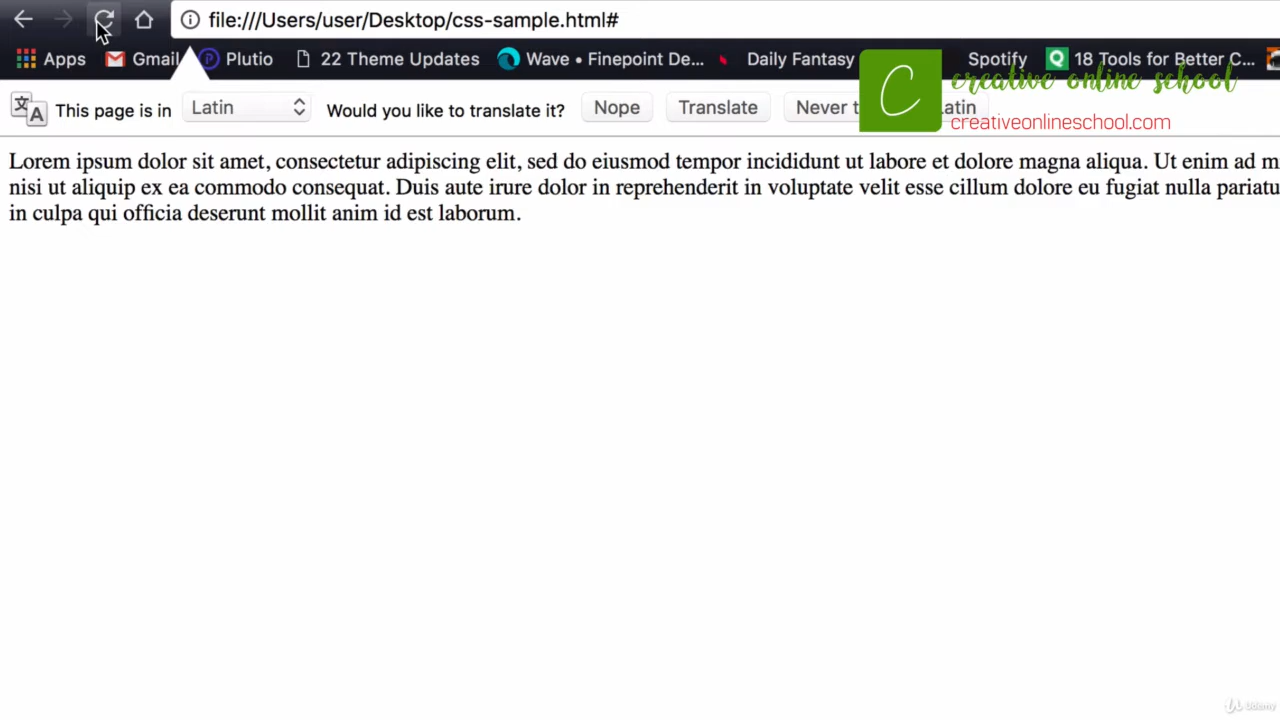 file:///Users/user/Desktop/css-sample.html#
Apps Gmail Plutio 22 Theme Updates Wave • Finepoint De... Daily Fantasy Spotify 18 Tools for Better C...
creative online school
creativeonlineschool.com
This page is in Latin Would you like to translate it? Nope Translate Never Latin
Lorem ipsum dolor sit amet, consectetur adipiscing elit, sed do eiusmod tempor incididunt ut labore et dolore magna aliqua. Ut enim ad m
nisi ut aliquip ex ea commodo consequat. Duis aute irure dolor in reprehenderit in voluptate velit esse cillum dolore eu fugiat nulla pariatu
in culpa qui officia deserunt mollit anim id est laborum.
Udemy